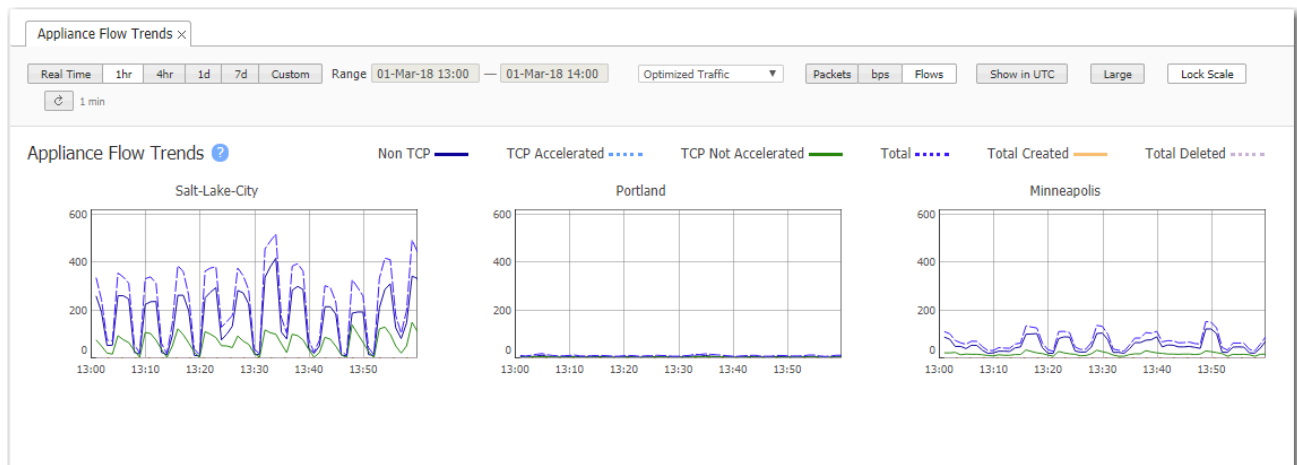 Appliance Flow Trends ×
Real Time 1hr 4hr 1d 7d Custom Range 01-Mar-18 13:00 — 01-Mar-18 14:00 Optimized Traffic ▼ Packets bps Flows Show in UTC Large Lock Scale
1 min
Appliance Flow Trends ? Non TCP TCP Accelerated TCP Not Accelerated Total Total Created Total Deleted
Salt-Lake-City Portland Minneapolis
600 600 600
400 400 400
200 200 200
0 0 0
13:00 13:10 13:20 13:30 13:40 13:50 13:00 13:10 13:20 13:30 13:40 13:50 13:00 13:10 13:20 13:30 13:40 13:50